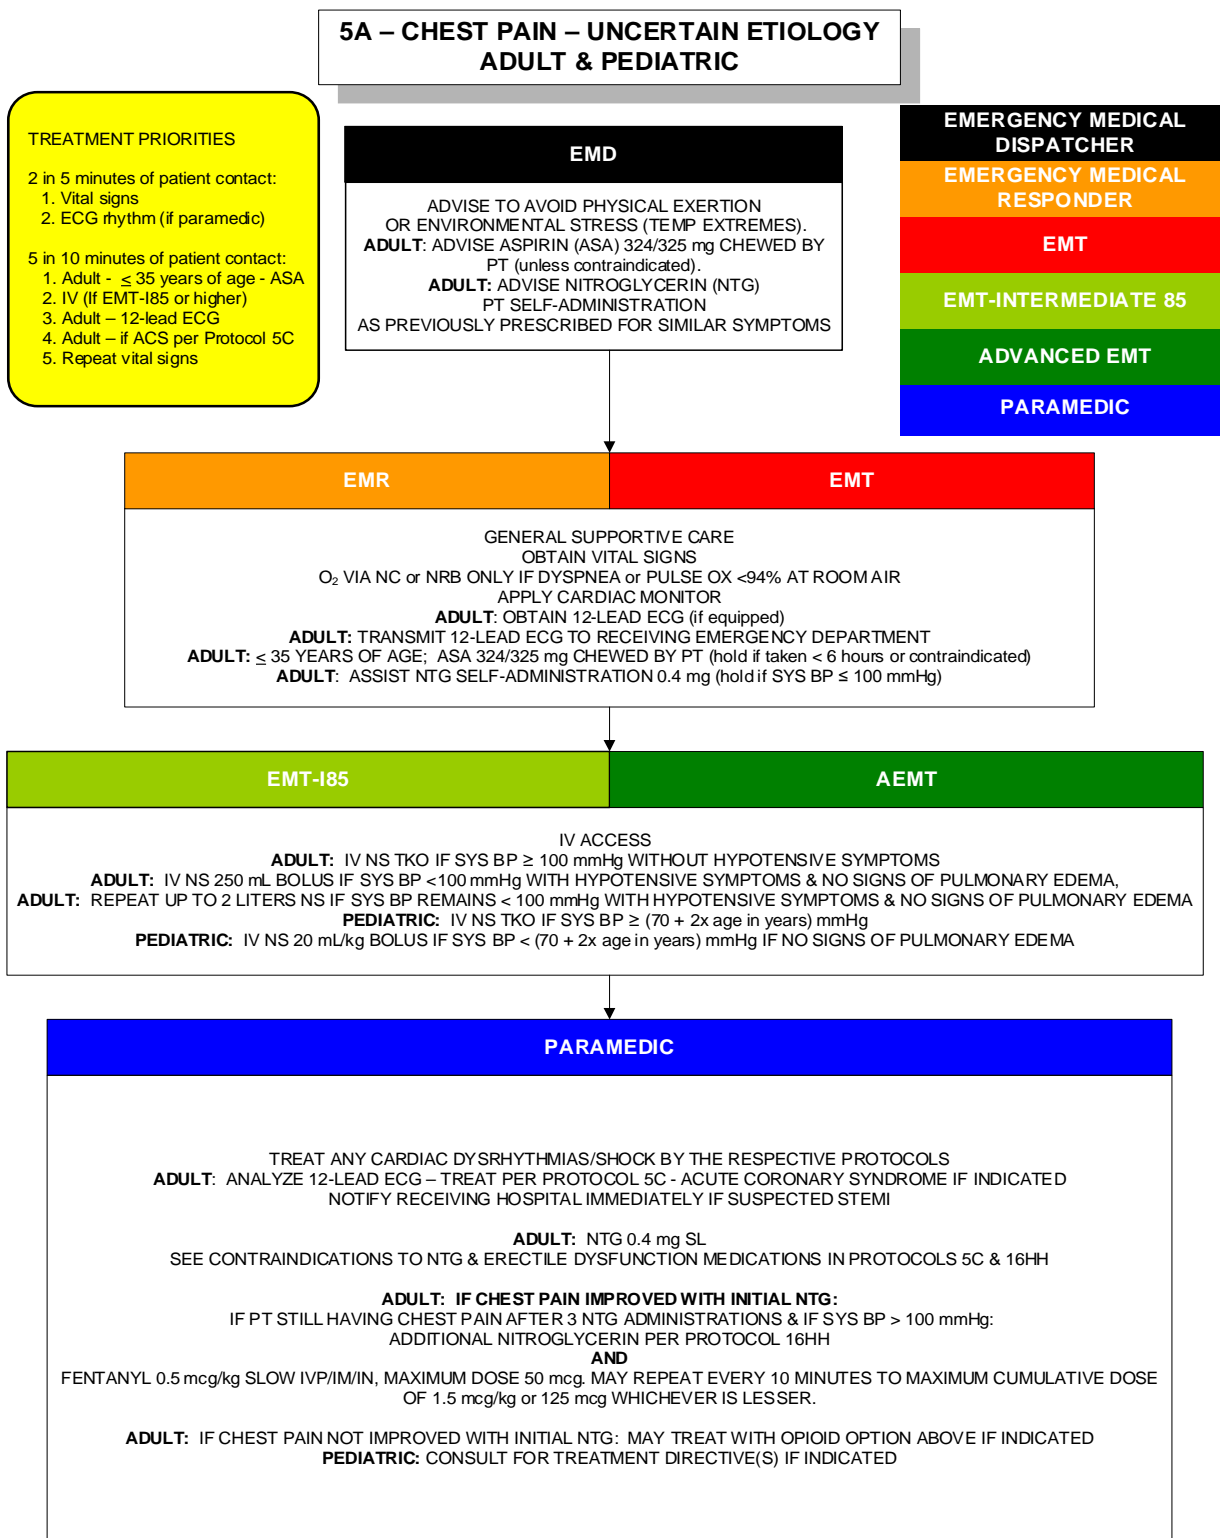 5A – CHEST PAIN – UNCERTAIN ETIOLOGY
ADULT & PEDIATRIC
TREATMENT PRIORITIES
2 in 5 minutes of patient contact:
1. Vital signs
2. ECG rhythm (if paramedic)
5 in 10 minutes of patient contact:
1. Adult - ≤ 35 years of age - ASA
2. IV (If EMT-I85 or higher)
3. Adult – 12-lead ECG
4. Adult – if ACS per Protocol 5C
5. Repeat vital signs
EMD
ADVISE TO AVOID PHYSICAL EXERTION
OR ENVIRONMENTAL STRESS (TEMP EXTREMES).
ADULT: ADVISE ASPIRIN (ASA) 324/325 mg CHEWED BY
PT (unless contraindicated).
ADULT: ADVISE NITROGLYCERIN (NTG)
PT SELF-ADMINISTRATION
AS PREVIOUSLY PRESCRIBED FOR SIMILAR SYMPTOMS
EMERGENCY MEDICAL
DISPATCHER
EMERGENCY MEDICAL
RESPONDER
EMT
EMT-INTERMEDIATE 85
ADVANCED EMT
PARAMEDIC
EMR
EMT
GENERAL SUPPORTIVE CARE
OBTAIN VITAL SIGNS
O₂ VIA NC or NRB ONLY IF DYSPNEA or PULSE OX <94% AT ROOM AIR
APPLY CARDIAC MONITOR
ADULT: OBTAIN 12-LEAD ECG (if equipped)
ADULT: TRANSMIT 12-LEAD ECG TO RECEIVING EMERGENCY DEPARTMENT
ADULT: ≤ 35 YEARS OF AGE; ASA 324/325 mg CHEWED BY PT (hold if taken < 6 hours or contraindicated)
ADULT: ASSIST NTG SELF-ADMINISTRATION 0.4 mg (hold if SYS BP ≤ 100 mmHg)
EMT-I85
AEMT
IV ACCESS
ADULT: IV NS TKO IF SYS BP ≥ 100 mmHg WITHOUT HYPOTENSIVE SYMPTOMS
ADULT: IV NS 250 mL BOLUS IF SYS BP <100 mmHg WITH HYPOTENSIVE SYMPTOMS & NO SIGNS OF PULMONARY EDEMA,
ADULT: REPEAT UP TO 2 LITERS NS IF SYS BP REMAINS < 100 mmHg WITH HYPOTENSIVE SYMPTOMS & NO SIGNS OF PULMONARY EDEMA
PEDIATRIC: IV NS TKO IF SYS BP ≥ (70 + 2x age in years) mmHg
PEDIATRIC: IV NS 20 mL/kg BOLUS IF SYS BP < (70 + 2x age in years) mmHg IF NO SIGNS OF PULMONARY EDEMA
PARAMEDIC
TREAT ANY CARDIAC DYSRHYTHMIAS/SHOCK BY THE RESPECTIVE PROTOCOLS
ADULT: ANALYZE 12-LEAD ECG – TREAT PER PROTOCOL 5C - ACUTE CORONARY SYNDROME IF INDICATED
NOTIFY RECEIVING HOSPITAL IMMEDIATELY IF SUSPECTED STEMI
ADULT: NTG 0.4 mg SL
SEE CONTRAINDICATIONS TO NTG & ERECTILE DYSFUNCTION MEDICATIONS IN PROTOCOLS 5C & 16HH
ADULT: IF CHEST PAIN IMPROVED WITH INITIAL NTG:
IF PT STILL HAVING CHEST PAIN AFTER 3 NTG ADMINISTRATIONS & IF SYS BP > 100 mmHg:
ADDITIONAL NITROGLYCERIN PER PROTOCOL 16HH
AND
FENTANYL 0.5 mcg/kg SLOW IVP/IM/IN, MAXIMUM DOSE 50 mcg. MAY REPEAT EVERY 10 MINUTES TO MAXIMUM CUMULATIVE DOSE
OF 1.5 mcg/kg or 125 mcg WHICHEVER IS LESSER.
ADULT: IF CHEST PAIN NOT IMPROVED WITH INITIAL NTG: MAY TREAT WITH OPIOID OPTION ABOVE IF INDICATED
PEDIATRIC: CONSULT FOR TREATMENT DIRECTIVE(S) IF INDICATED